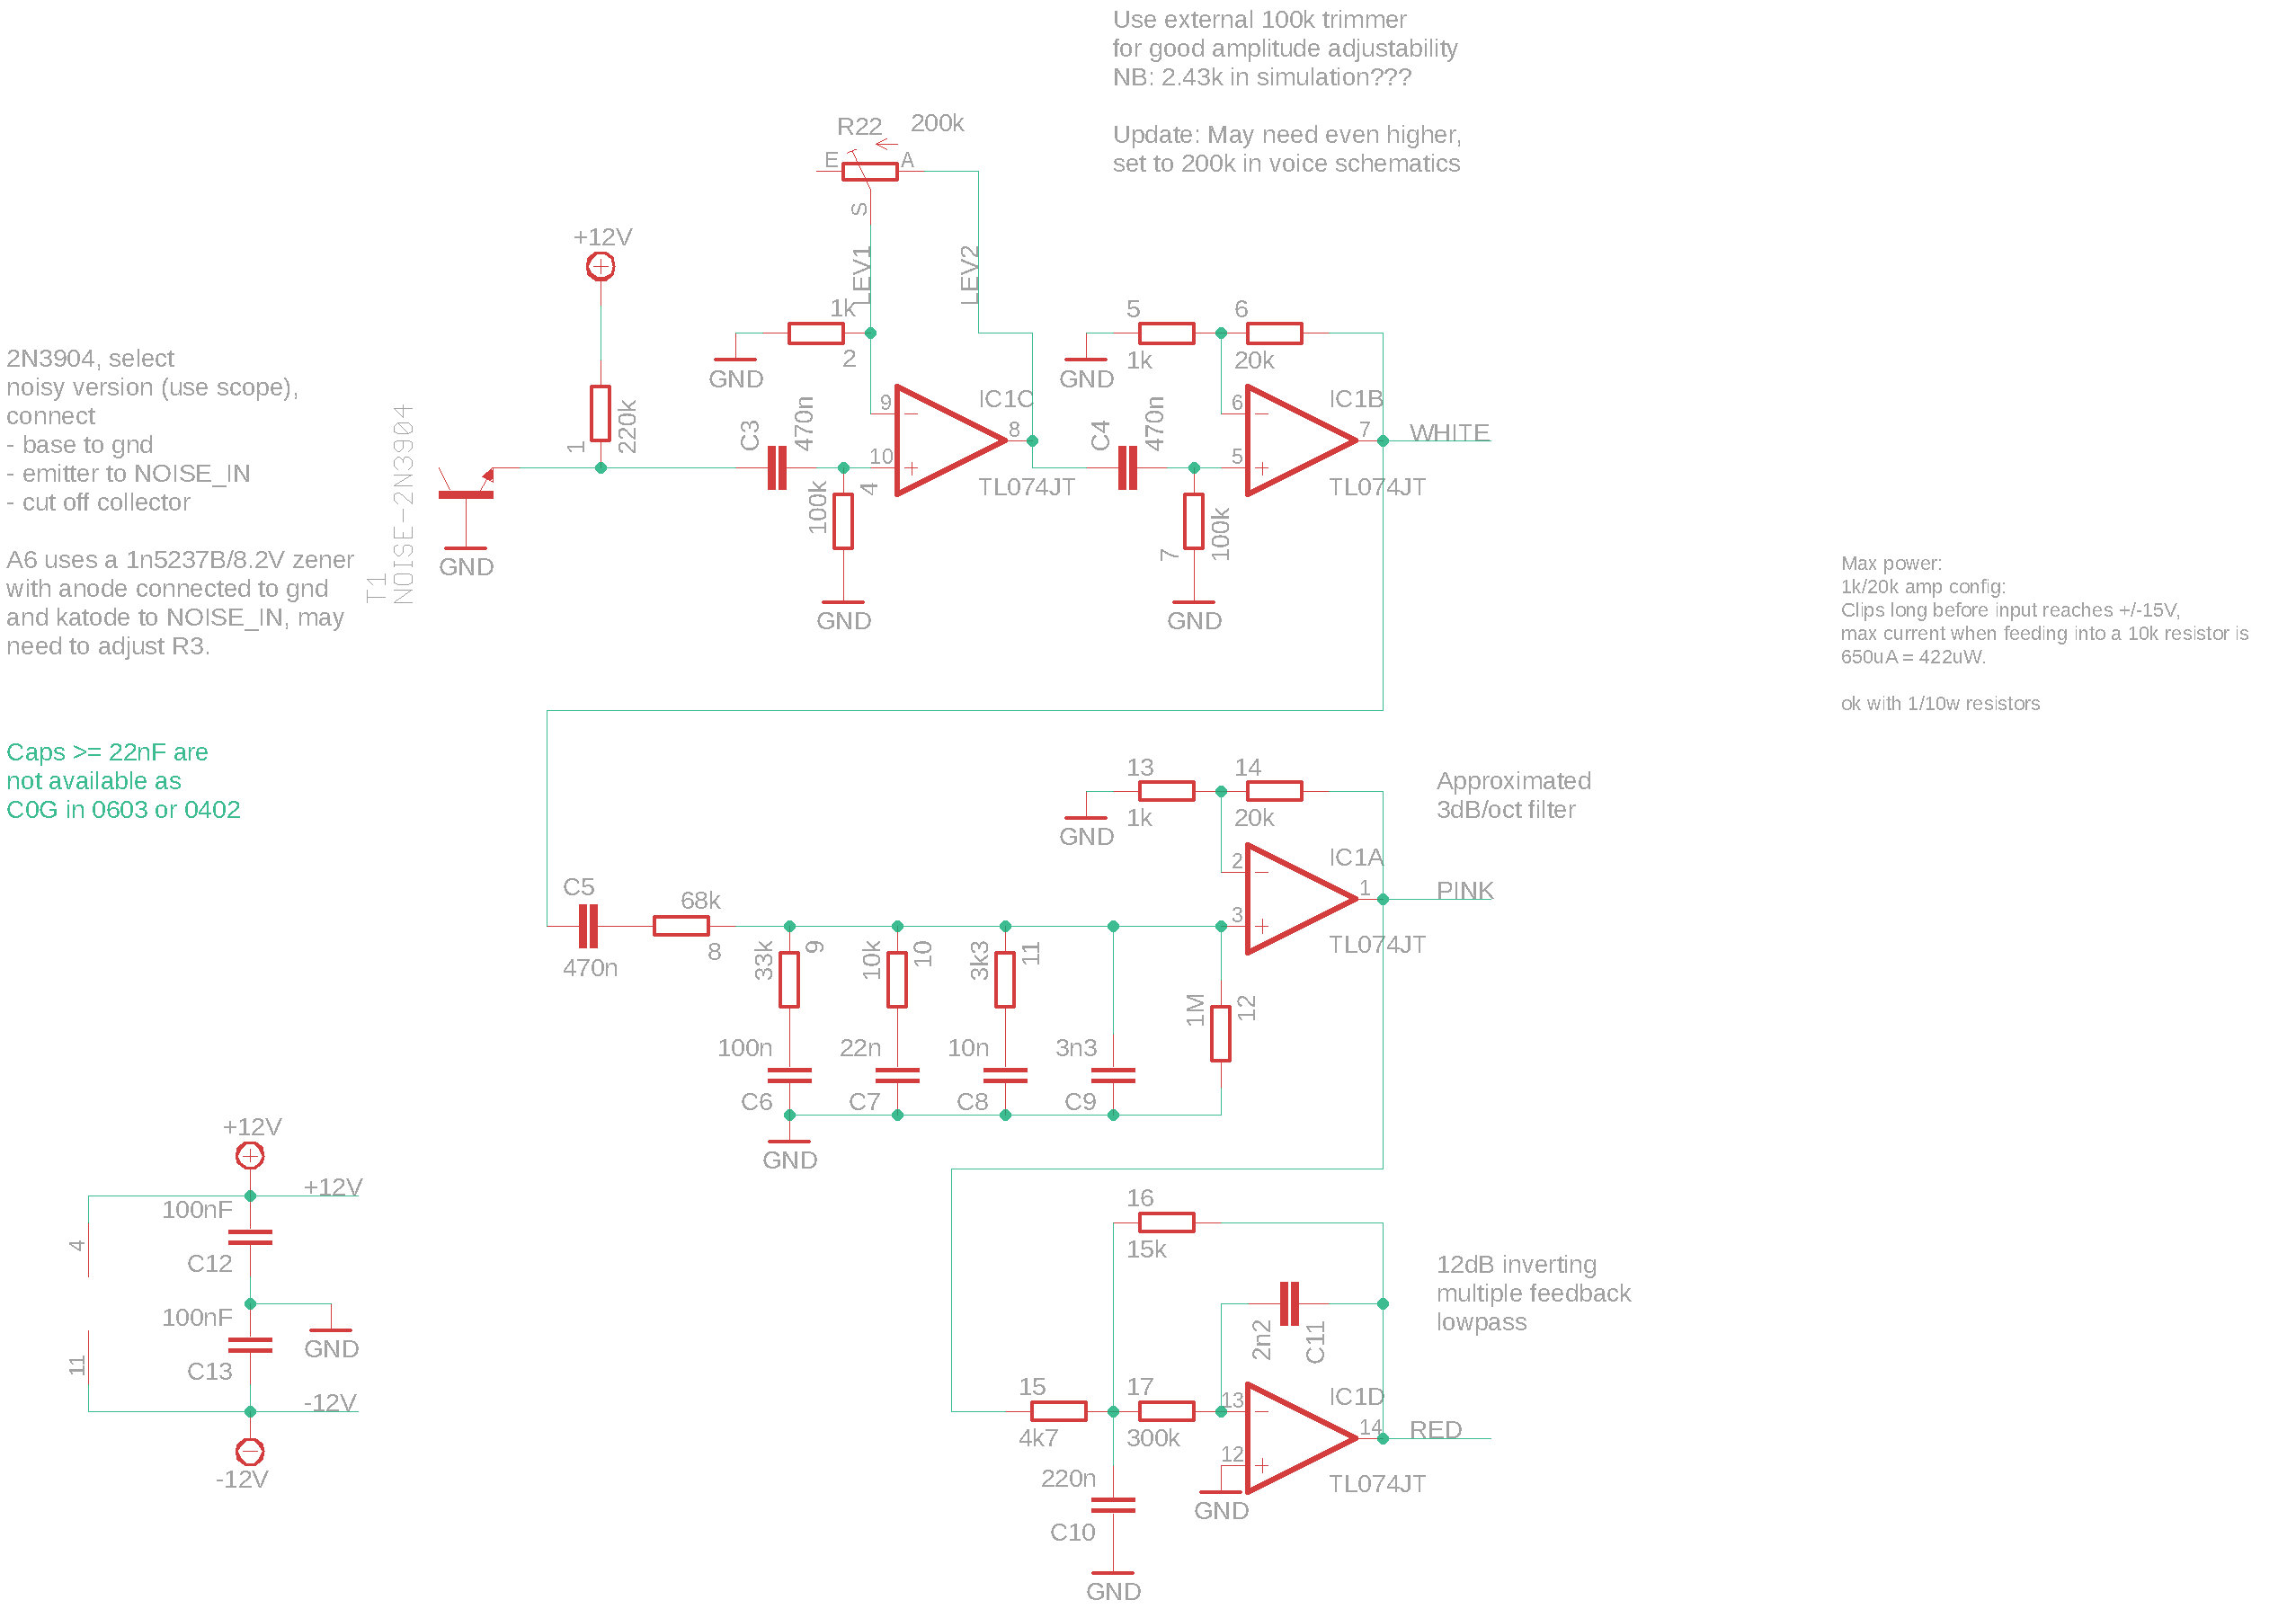 Use external 100k trimmer
for good amplitude adjustability
NB: 2.43k in simulation???
Update: May need even higher,
set to 200k in voice schematics
R22
200k
E
A
S
LEV1
LEV2
+12V
1
220k
2N3904, select
noisy version (use scope),
connect
- base to gnd
- emitter to NOISE_IN
- cut off collector
A6 uses a 1n5237B/8.2V zener
with anode connected to gnd
and katode to NOISE_IN, may
need to adjust R3.
T1
NOISE-2N3904
GND
1k
2
GND
C3
470n
100k
4
GND
9
10
8
IC1C
TL074JT
5
1k
GND
6
20k
C4
470n
7
100k
GND
6
5
7
IC1B
TL074JT
WHITE
Max power:
1k/20k amp config:
Clips long before input reaches +/-15V,
max current when feeding into a 10k resistor is
650uA = 422uW.
ok with 1/10w resistors
Caps >= 22nF are
not available as
C0G in 0603 or 0402
13
1k
GND
14
20k
Approximated
3dB/oct filter
2
3
1
IC1A
TL074JT
PINK
C5
470n
68k
8
33k
9
10k
10
3k3
11
1M
12
100n
C6
22n
C7
10n
C8
3n3
C9
GND
+12V
+12V
100nF
C12
4
100nF
C13
11
GND
-12V
-12V
16
15k
12dB inverting
multiple feedback
lowpass
2n2
C11
15
4k7
17
300k
220n
C10
GND
13
12
14
GND
IC1D
TL074JT
RED